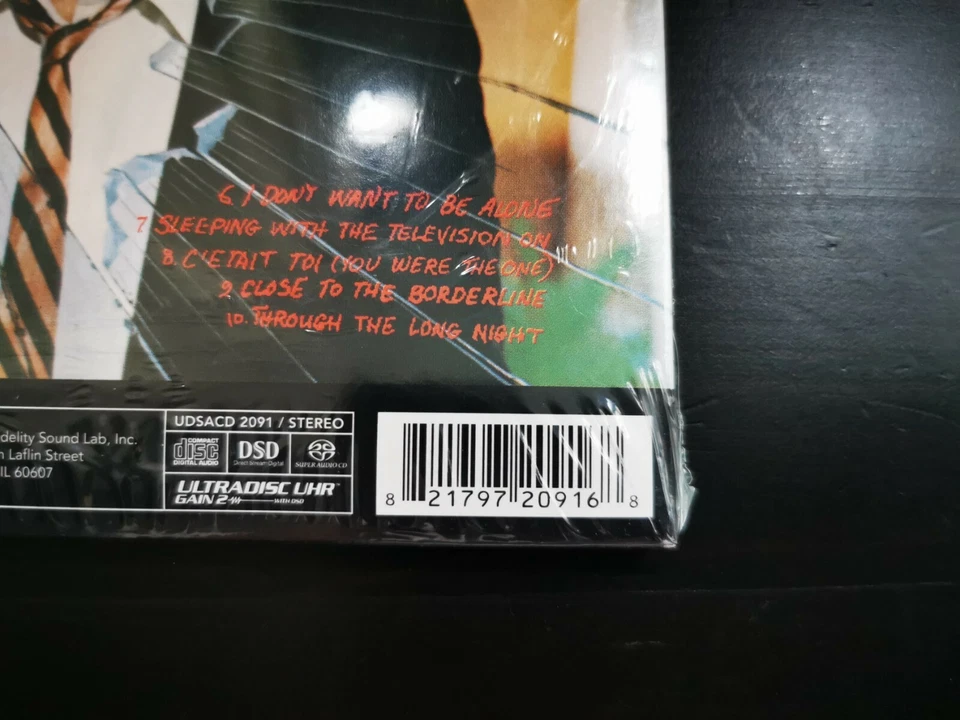 6. I DON'T WANT TO BE ALONE
7 SLEEPING WITH THE TELEVISION ON
8. C'ETAIT TOI (YOU WERE THE ONE)
9. CLOSE TO THE BORDERLINE
10. THROUGH THE LONG NIGHT
delity Sound Lab, Inc.
n Laflin Street
IL 60607
UDSACD 2091 / STEREO
COMPACT
disc
DIGITAL AUDIO
DSD
Direct Stream Digital
SUPER AUDIO CD
ULTRADISC UHR™
GAIN 2 WITH DSD
8 21797 20916 8